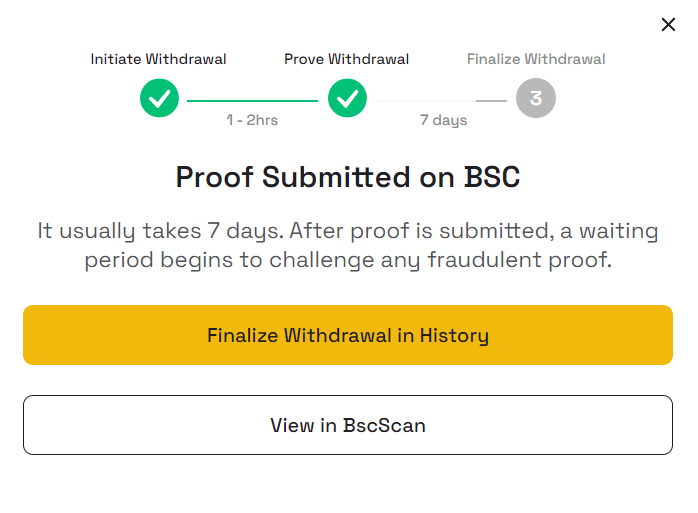 Initiate Withdrawal Prove Withdrawal Finalize Withdrawal
3
1 - 2hrs 7 days
Proof Submitted on BSC
It usually takes 7 days. After proof is submitted, a waiting
period begins to challenge any fraudulent proof.
Finalize Withdrawal in History
View in BscScan